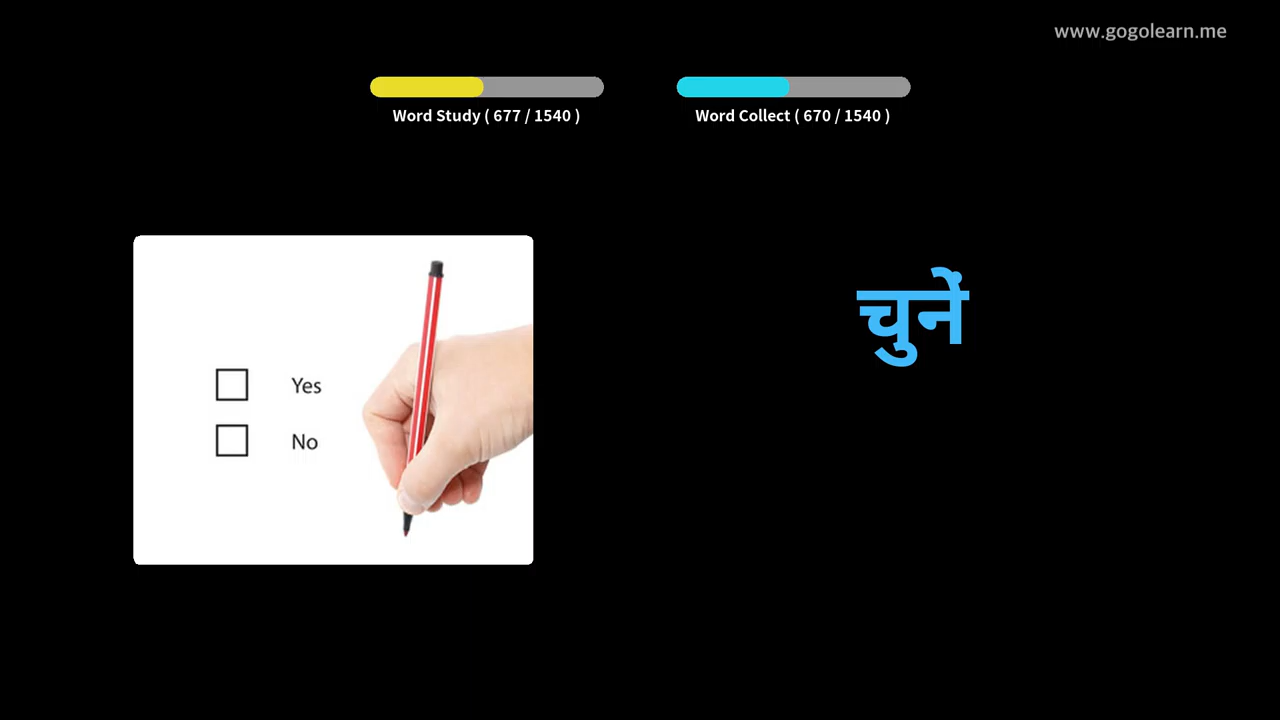 www.gogolearn.me
Word Study ( 677 / 1540 )
Word Collect ( 670 / 1540 )
चुनें
Yes
No